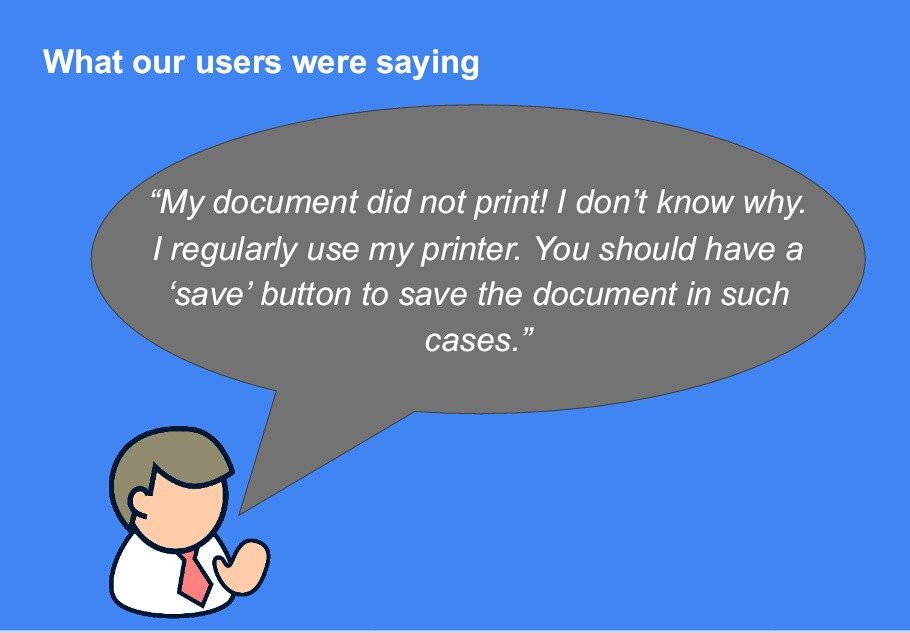 What our users were saying
“My document did not print! I don’t know why.
I regularly use my printer. You should have a
‘save’ button to save the document in such
cases.”